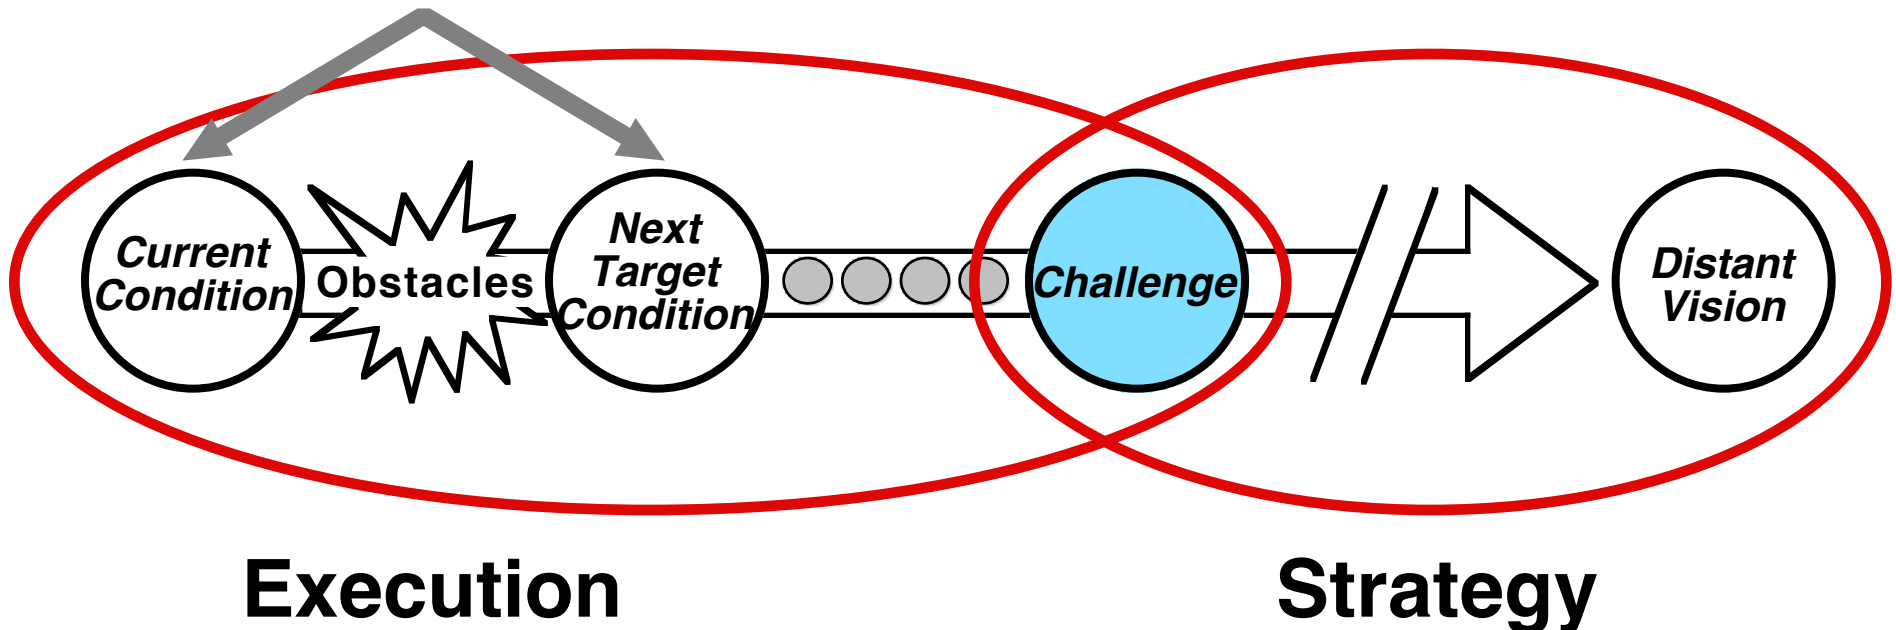 Current
Condition
Obstacles
Next
Target
Condition
Challenge
Distant
Vision
Execution
Strategy